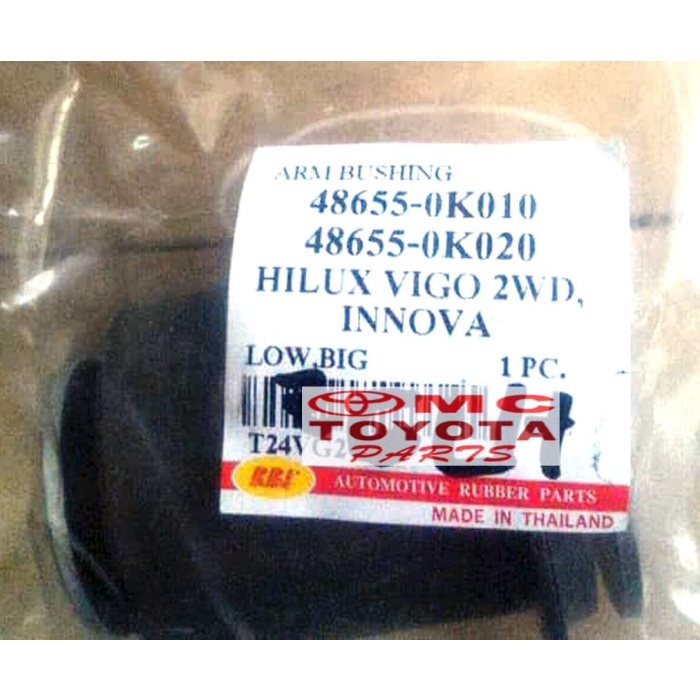 ARM BUSHING
48655-0K010
48655-0K020
HILUX VIGO 2WD,
INNOVA
LOW,BIG 1 PC.
MC
TOYOTA
PARTS
RBI
AUTOMOTIVE RUBBER PARTS
MADE IN THAILAND